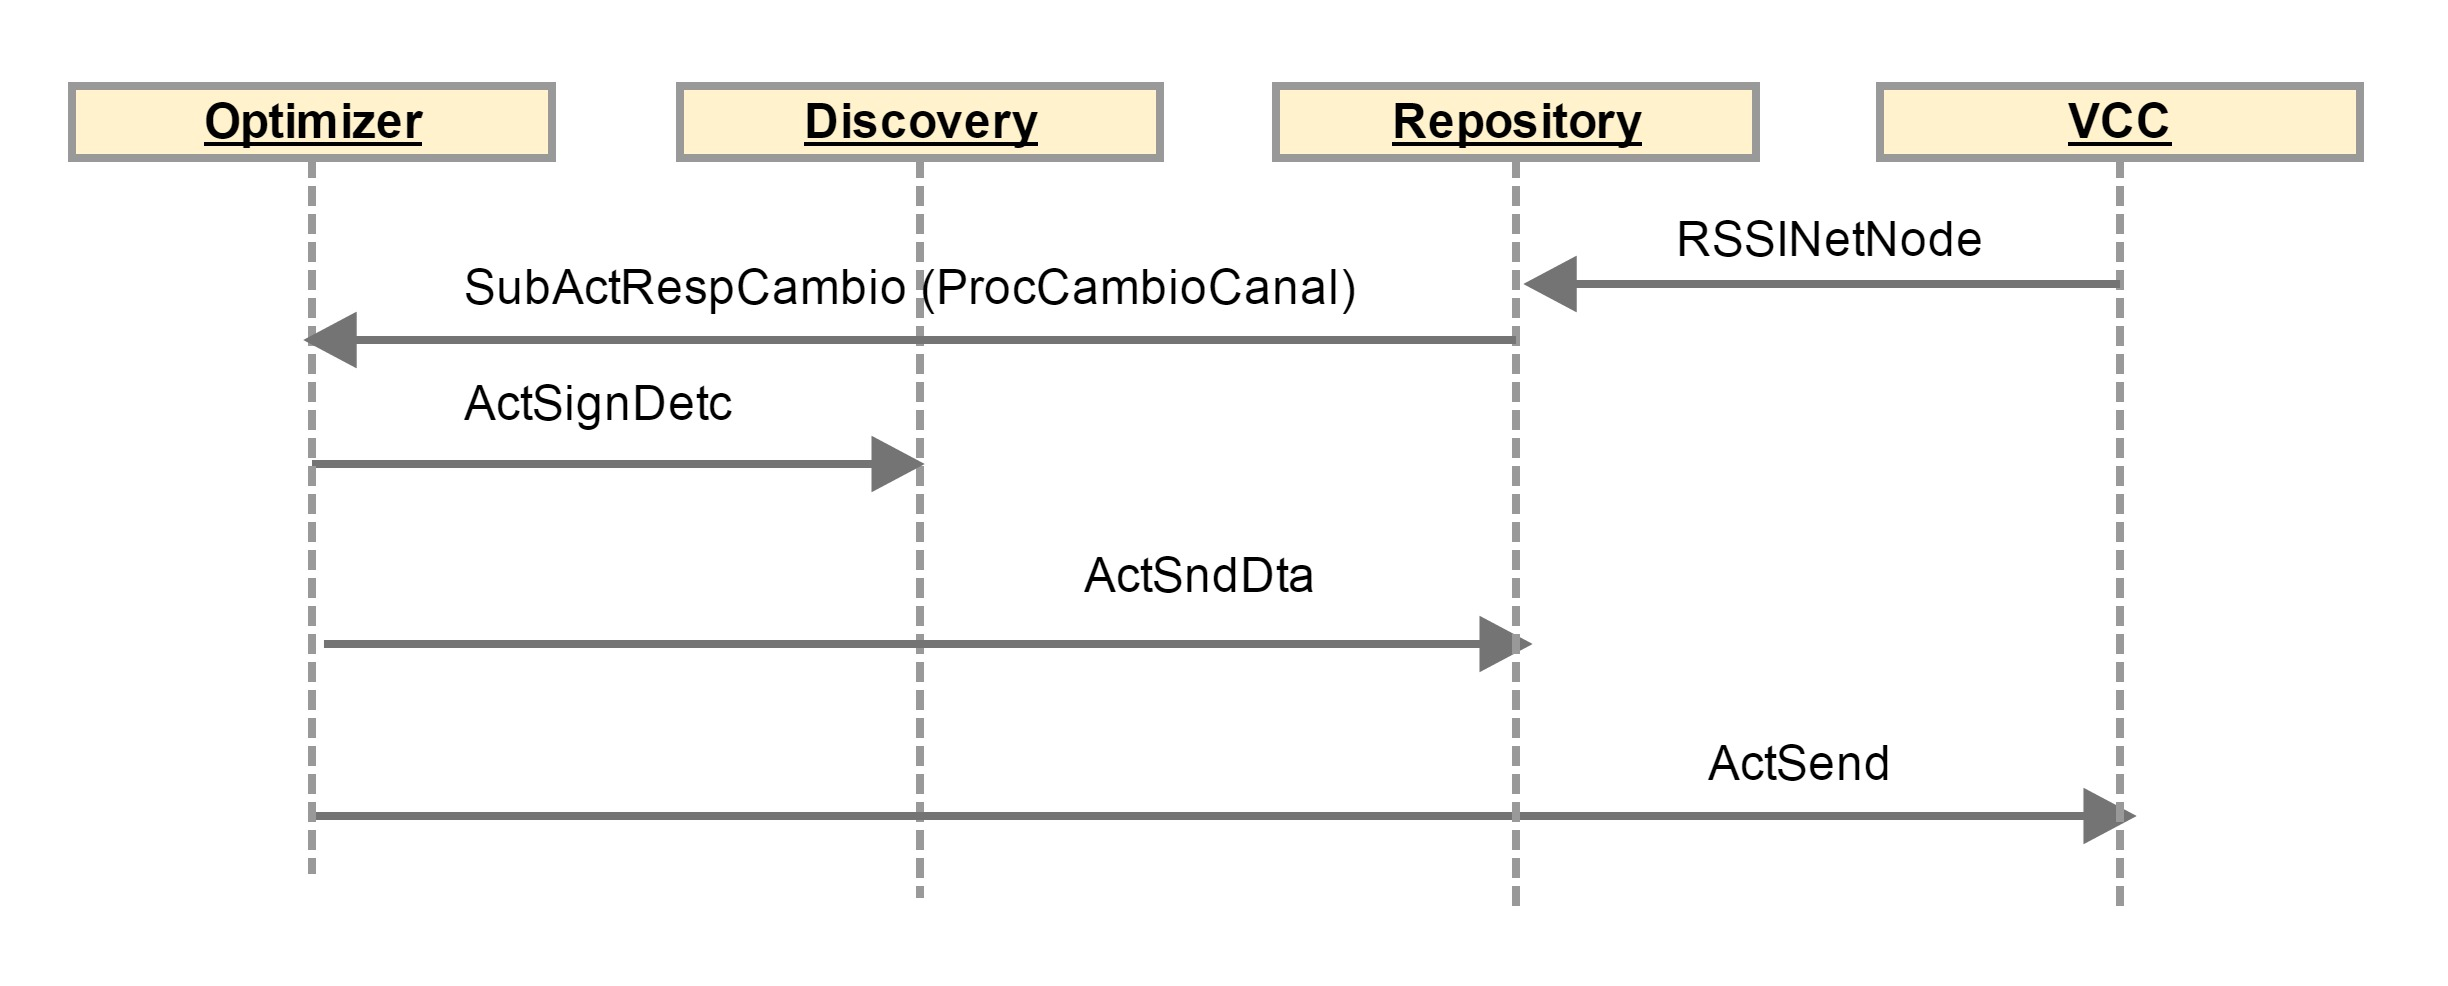 Optimizer
Discovery
Repository
VCC
RSSINetNode
SubActRespCambio (ProcCambioCanal)
ActSignDetc
ActSndDta
ActSend